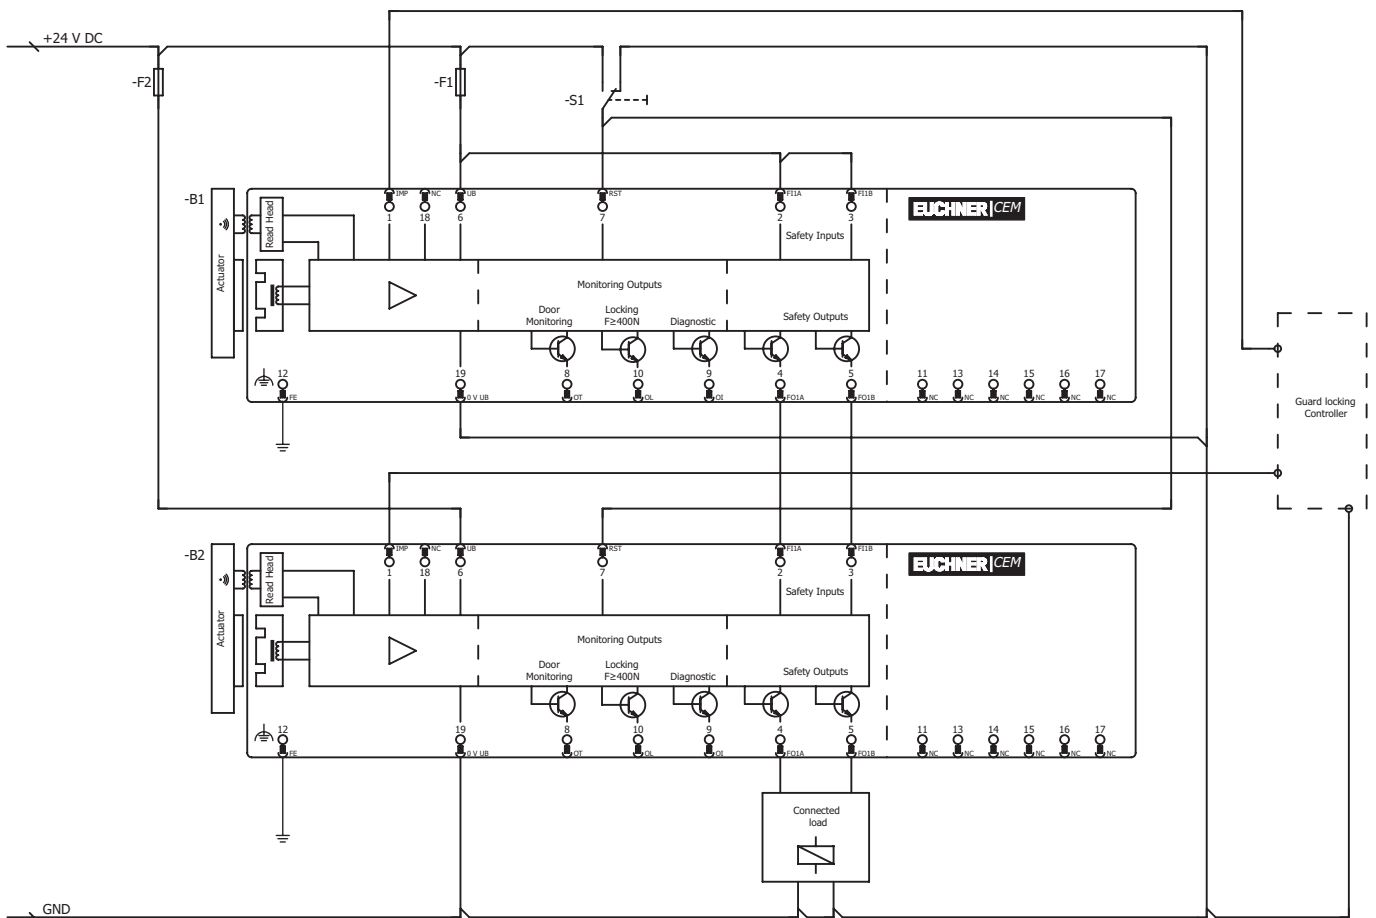 +24 V DC
-F2
-F1
-S1
-B1
IMP
NC
UB
RST
FI1A
FI1B
1
18
6
7
2
3
EUCHNER CEM
Read Head
Actuator
Safety Inputs
Monitoring Outputs
Door
Monitoring
Locking
F≥400N
Diagnostic
Safety Outputs
12
19
8
10
9
4
5
11
13
14
15
16
17
FE
0 V UB
OT
OL
OI
FO1A
FO1B
NC
NC
NC
NC
NC
NC
Guard locking
Controller
-B2
IMP
NC
UB
RST
FI1A
FI1B
1
18
6
7
2
3
EUCHNER CEM
Read Head
Actuator
Safety Inputs
Monitoring Outputs
Door
Monitoring
Locking
F≥400N
Diagnostic
Safety Outputs
12
19
8
10
9
4
5
11
13
14
15
16
17
FE
0 V UB
OT
OL
OI
FO1A
FO1B
NC
NC
NC
NC
NC
NC
Connected
load
GND